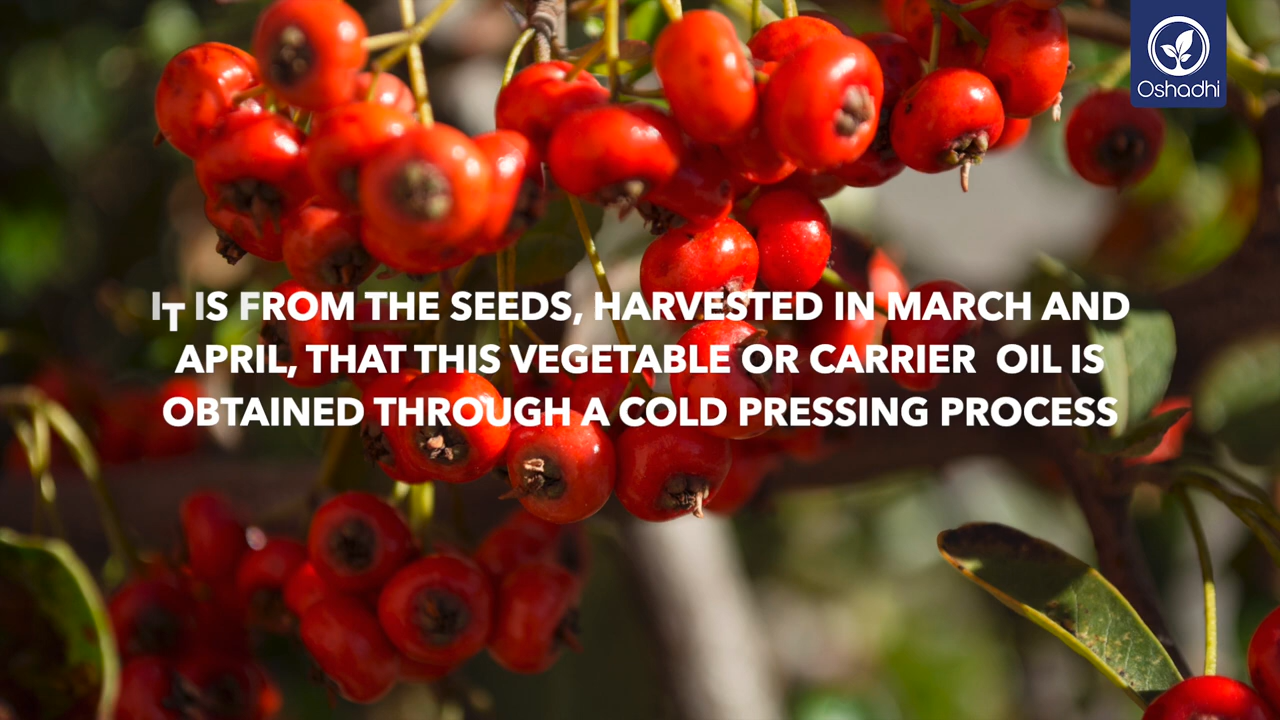 Oshadhi
IT IS FROM THE SEEDS, HARVESTED IN MARCH AND
APRIL, THAT THIS VEGETABLE OR CARRIER OIL IS
OBTAINED THROUGH A COLD PRESSING PROCESS